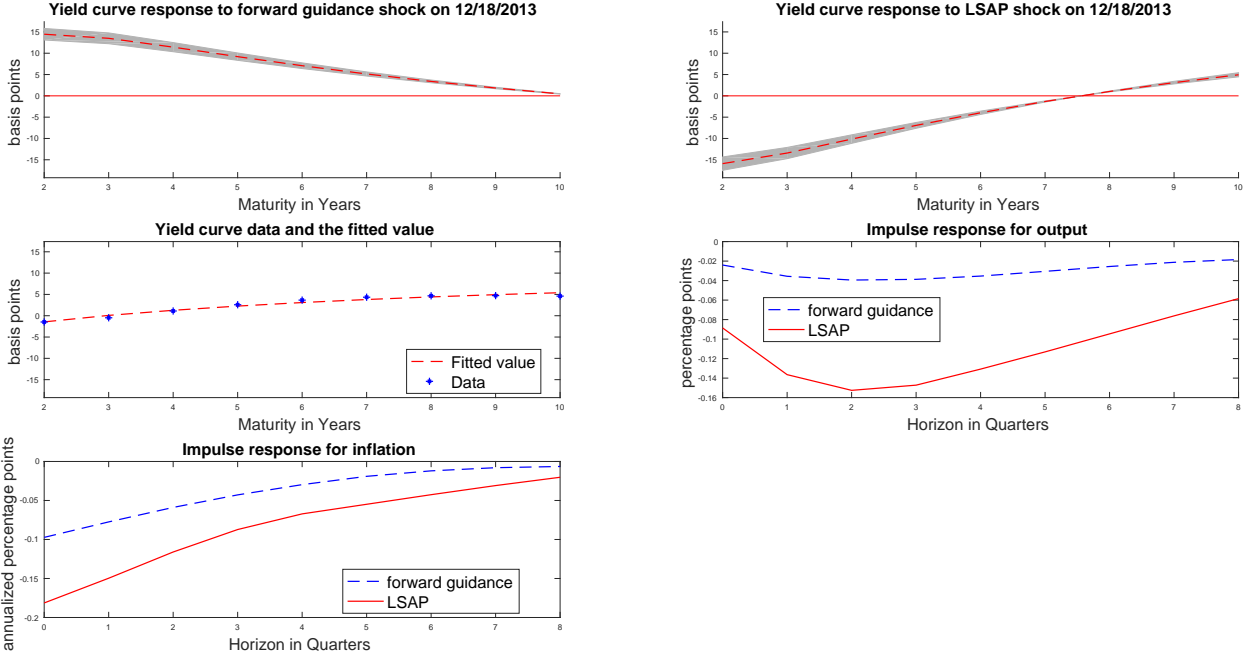 Yield curve response to forward guidance shock on 12/18/2013
15
10
5
0
-5
-10
-15
basis points
2 3 4 5 6 7 8 9 10
Maturity in Years
Yield curve response to LSAP shock on 12/18/2013
15
10
5
0
-5
-10
-15
basis points
2 3 4 5 6 7 8 9 10
Maturity in Years
Yield curve data and the fitted value
15
10
5
0
-5
-10
-15
basis points
Fitted value
Data
2 3 4 5 6 7 8 9 10
Maturity in Years
Impulse response for output
0
-0.02
-0.04
-0.06
-0.08
-0.1
-0.12
-0.14
-0.16
percentage points
forward guidance
LSAP
0 1 2 3 4 5 6 7 8
Horizon in Quarters
Impulse response for inflation
0
-0.05
-0.1
-0.15
-0.2
annualized percentage points
forward guidance
LSAP
0 1 2 3 4 5 6 7 8
Horizon in Quarters